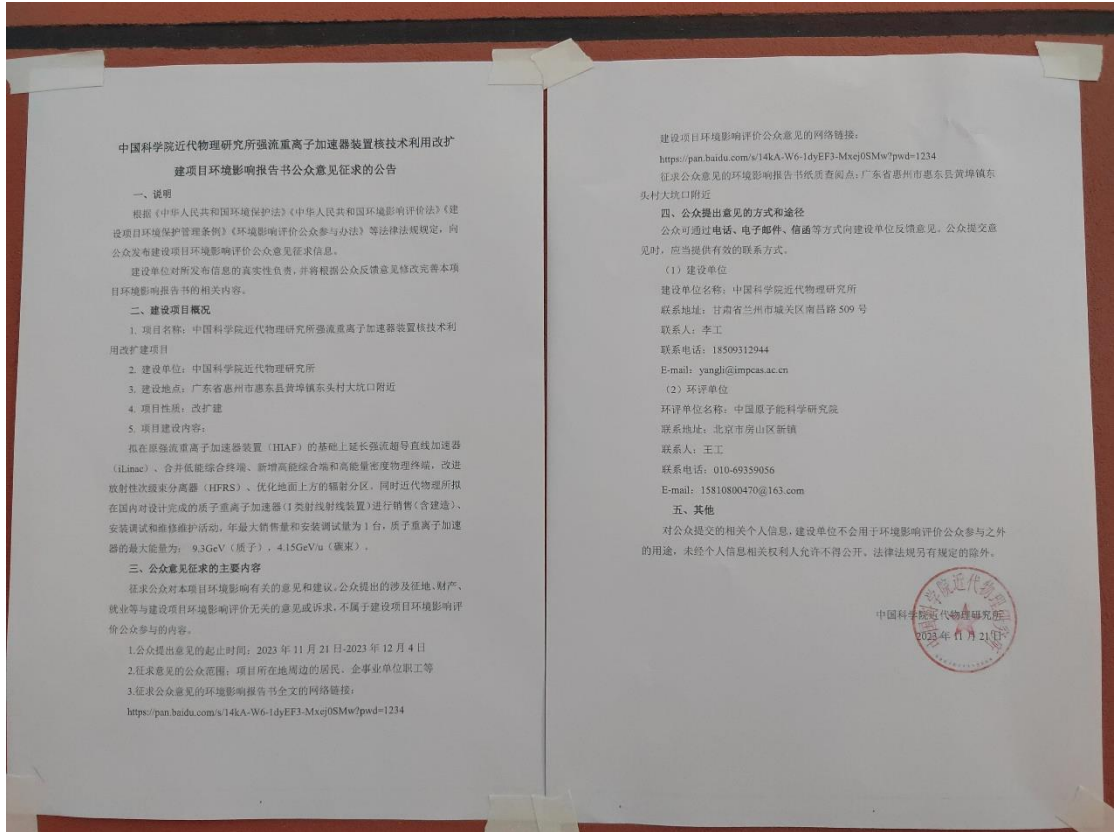 中国科学院近代物理研究所强流重离子加速器装置核技术利用改扩
建项目环境影响报告书公众意见征求的公告
一、说明
根据《中华人民共和国环境保护法》《中华人民共和国环境影响评价法》《建
设项目环境保护管理条例》《环境影响评价公众参与办法》等法律法规规定，向
公众发布建设项目环境影响评价公众意见征求信息。
建设单位对所发布信息的真实性负责，并将根据公众反馈意见修改完善本项
目环境影响报告书的相关内容。
二、建设项目概况
1. 项目名称：中国科学院近代物理研究所强流重离子加速器装置核技术利
用改扩建项目
2. 建设单位：中国科学院近代物理研究所
3. 建设地点：广东省惠州市惠东县黄埠镇东头村大坑口附近
4. 项目性质：改扩建
5. 项目建设内容：
拟在原强流重离子加速器装置（HIAF）的基础上延长强流超导直线加速器
（iLinac）、合并低能综合终端、新增高能综合端和高能量密度物理终端，改进
放射性次级束分离器（HFRS）、优化地面上方的辐射分区。同时近代物理所拟
在国内对设计完成的质子重离子加速器（I类射线射线装置）进行销售（含建造）、
安装调试和维修维护活动，年最大销售量和安装调试量为 1 台，质子重离子加速
器的最大能量为： 9.3GeV（质子），4.15GeV/u（碳束）。
三、公众意见征求的主要内容
征求公众对本项目环境影响有关的意见和建议。公众提出的涉及征地、财产、
就业等与建设项目环境影响评价无关的意见或诉求，不属于建设项目环境影响评
价公众参与的内容。
1.公众提出意见的起止时间：2023 年 11 月 21 日-2023 年 12 月 4 日
2.征求意见的公众范围：项目所在地周边的居民、企事业单位职工等
3.征求公众意见的环境影响报告书全文的网络链接：
https://pan.baidu.com/s/14kA-W6-1dyEF3-Mxej0SMw?pwd=1234
建设项目环境影响评价公众意见的网络链接：
https://pan.baidu.com/s/14kA-W6-1dyEF3-Mxej0SMw?pwd=1234
征求公众意见的环境影响报告书纸质查阅点：广东省惠州市惠东县黄埠镇东
头村大坑口附近
四、公众提出意见的方式和途径
公众可通过电话、电子邮件、信函等方式向建设单位反馈意见。公众提交意
见时，应当提供有效的联系方式。
（1）建设单位
建设单位名称：中国科学院近代物理研究所
联系地址：甘肃省兰州市城关区南昌路 509 号
联系人：李工
联系电话：18509312944
E-mail：yangli@impcas.ac.cn
（2）环评单位
环评单位名称：中国原子能科学研究院
联系地址：北京市房山区新镇
联系人：王工
联系电话：010-69359056
E-mail：15810800470@163.com
五、其他
对公众提交的相关个人信息，建设单位不会用于环境影响评价公众参与之外
的用途，未经个人信息相关权利人允许不得公开，法律法规另有规定的除外。
中国科学院近代物理研究所
中国科学院近代物理研究所
2023 年 11 月 21 日